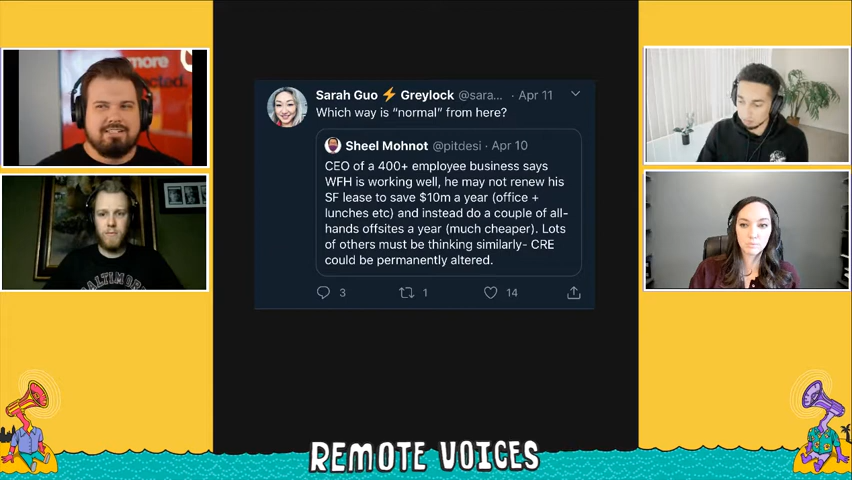 more
cted.
Sarah Guo ⚡ Greylock @sara... · Apr 11
Which way is “normal” from here?
Sheel Mohnot @pitdesi · Apr 10
CEO of a 400+ employee business says
WFH is working well, he may not renew his
SF lease to save $10m a year (office +
lunches etc) and instead do a couple of all-
hands offsites a year (much cheaper). Lots
of others must be thinking similarly- CRE
could be permanently altered.
3 1 14
BALTIMORE
REMOTE VOICES